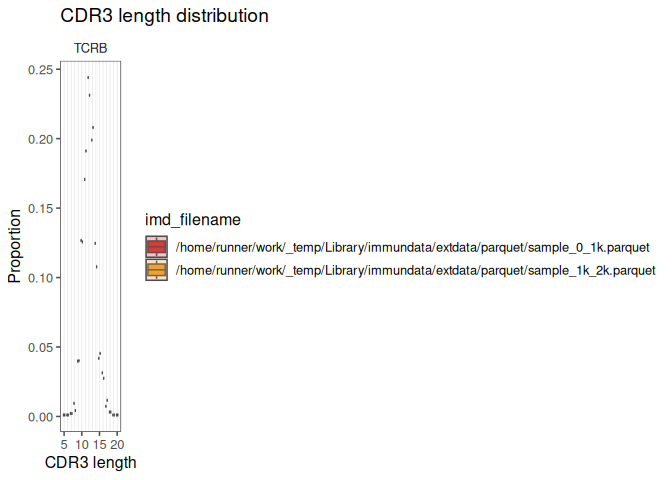 CDR3 length distribution
TCRB
0.25
0.20
0.15
0.10
0.05
0.00
Proportion
5 10 15 20
CDR3 length
imd_filename
/home/runner/work/_temp/Library/immundata/extdata/parquet/sample_0_1k.parquet
/home/runner/work/_temp/Library/immundata/extdata/parquet/sample_1k_2k.parquet